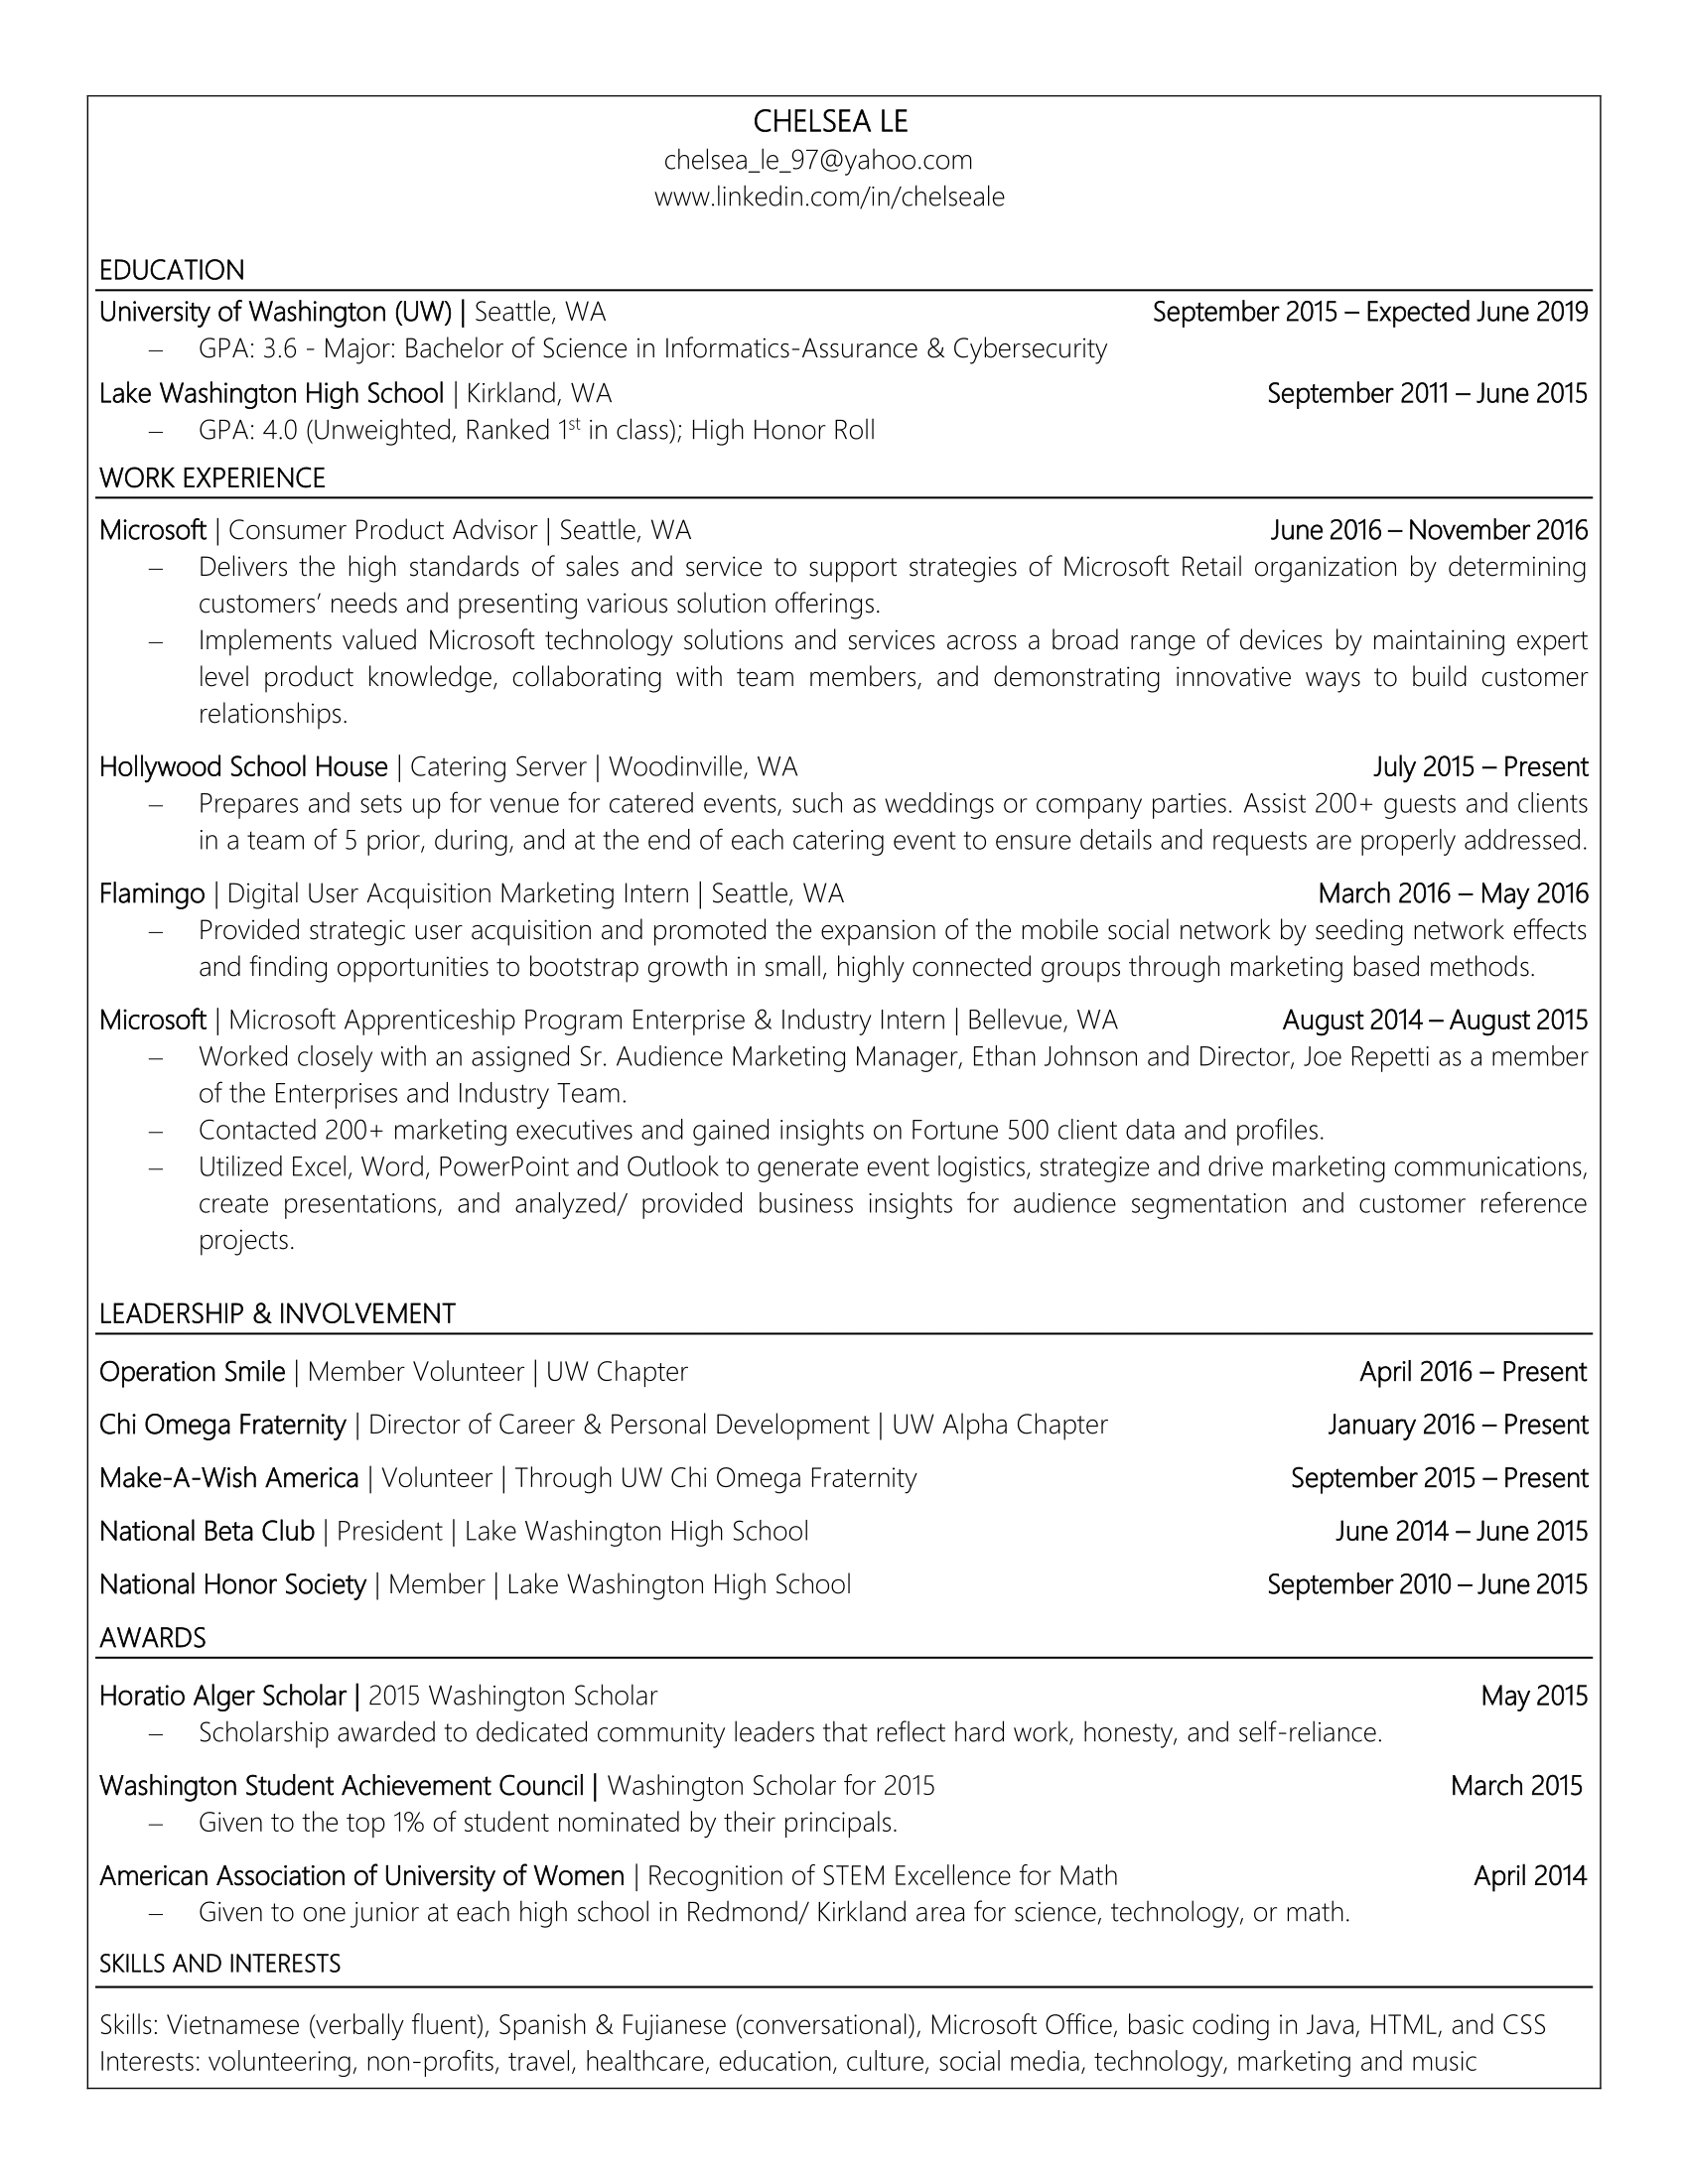 CHELSEA LE
chelsea_le_97@yahoo.com
www.linkedin.com/in/chelseale
EDUCATION
University of Washington (UW) | Seattle, WA September 2015 – Expected June 2019
– GPA: 3.6 - Major: Bachelor of Science in Informatics-Assurance & Cybersecurity
Lake Washington High School | Kirkland, WA September 2011 – June 2015
– GPA: 4.0 (Unweighted, Ranked 1st in class); High Honor Roll
WORK EXPERIENCE
Microsoft | Consumer Product Advisor | Seattle, WA June 2016 – November 2016
– Delivers the high standards of sales and service to support strategies of Microsoft Retail organization by determining
customers’ needs and presenting various solution offerings.
– Implements valued Microsoft technology solutions and services across a broad range of devices by maintaining expert
level product knowledge, collaborating with team members, and demonstrating innovative ways to build customer
relationships.
Hollywood School House | Catering Server | Woodinville, WA July 2015 – Present
– Prepares and sets up for venue for catered events, such as weddings or company parties. Assist 200+ guests and clients
in a team of 5 prior, during, and at the end of each catering event to ensure details and requests are properly addressed.
Flamingo | Digital User Acquisition Marketing Intern | Seattle, WA March 2016 – May 2016
– Provided strategic user acquisition and promoted the expansion of the mobile social network by seeding network effects
and finding opportunities to bootstrap growth in small, highly connected groups through marketing based methods.
Microsoft | Microsoft Apprenticeship Program Enterprise & Industry Intern | Bellevue, WA August 2014 – August 2015
– Worked closely with an assigned Sr. Audience Marketing Manager, Ethan Johnson and Director, Joe Repetti as a member
of the Enterprises and Industry Team.
– Contacted 200+ marketing executives and gained insights on Fortune 500 client data and profiles.
– Utilized Excel, Word, PowerPoint and Outlook to generate event logistics, strategize and drive marketing communications,
create presentations, and analyzed/ provided business insights for audience segmentation and customer reference
projects.
LEADERSHIP & INVOLVEMENT
Operation Smile | Member Volunteer | UW Chapter April 2016 – Present
Chi Omega Fraternity | Director of Career & Personal Development | UW Alpha Chapter January 2016 – Present
Make-A-Wish America | Volunteer | Through UW Chi Omega Fraternity September 2015 – Present
National Beta Club | President | Lake Washington High School June 2014 – June 2015
National Honor Society | Member | Lake Washington High School September 2010 – June 2015
AWARDS
Horatio Alger Scholar | 2015 Washington Scholar May 2015
– Scholarship awarded to dedicated community leaders that reflect hard work, honesty, and self-reliance.
Washington Student Achievement Council | Washington Scholar for 2015 March 2015
– Given to the top 1% of student nominated by their principals.
American Association of University of Women | Recognition of STEM Excellence for Math April 2014
– Given to one junior at each high school in Redmond/ Kirkland area for science, technology, or math.
SKILLS AND INTERESTS
Skills: Vietnamese (verbally fluent), Spanish & Fujianese (conversational), Microsoft Office, basic coding in Java, HTML, and CSS
Interests: volunteering, non-profits, travel, healthcare, education, culture, social media, technology, marketing and music